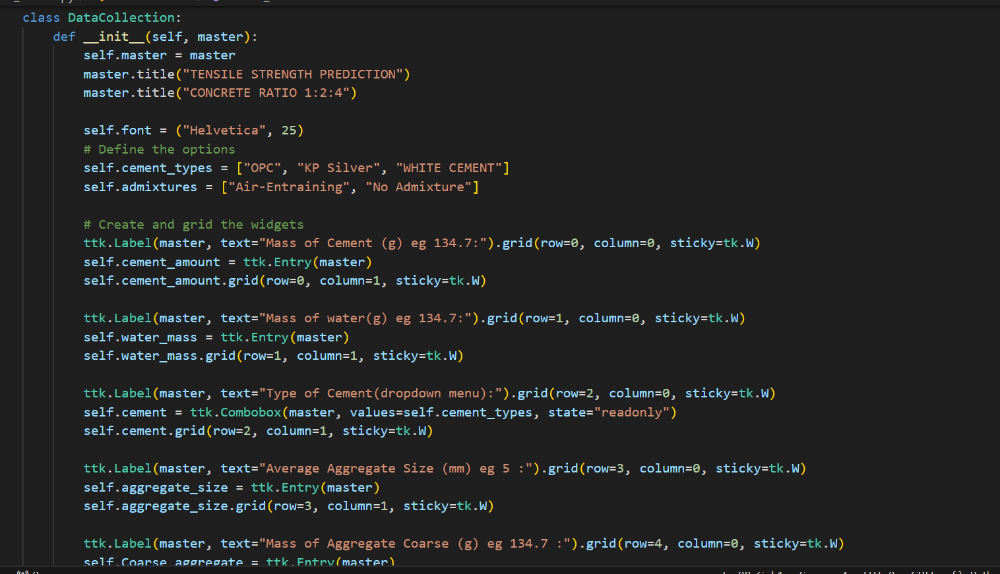 class DataCollection:
    def __init__(self, master):
        self.master = master
        master.title("TENSILE STRENGTH PREDICTION")
        master.title("CONCRETE RATIO 1:2:4")

        self.font = ("Helvetica", 25)
        # Define the options
        self.cement_types = ["OPC", "KP Silver", "WHITE CEMENT"]
        self.admixtures = ["Air-Entraining", "No Admixture"]

        # Create and grid the widgets
        ttk.Label(master, text="Mass of Cement (g) eg 134.7:").grid(row=0, column=0, sticky=tk.W)
        self.cement_amount = ttk.Entry(master)
        self.cement_amount.grid(row=0, column=1, sticky=tk.W)

        ttk.Label(master, text="Mass of water(g) eg 134.7:").grid(row=1, column=0, sticky=tk.W)
        self.water_mass = ttk.Entry(master)
        self.water_mass.grid(row=1, column=1, sticky=tk.W)

        ttk.Label(master, text="Type of Cement(dropdown menu):").grid(row=2, column=0, sticky=tk.W)
        self.cement = ttk.Combobox(master, values=self.cement_types, state="readonly")
        self.cement.grid(row=2, column=1, sticky=tk.W)

        ttk.Label(master, text="Average Aggregate Size (mm) eg 5 :").grid(row=3, column=0, sticky=tk.W)
        self.aggregate_size = ttk.Entry(master)
        self.aggregate_size.grid(row=3, column=1, sticky=tk.W)

        ttk.Label(master, text="Mass of Aggregate Coarse (g) eg 134.7 :").grid(row=4, column=0, sticky=tk.W)
        self.Coarse_aggregate = ttk.Entry(master)